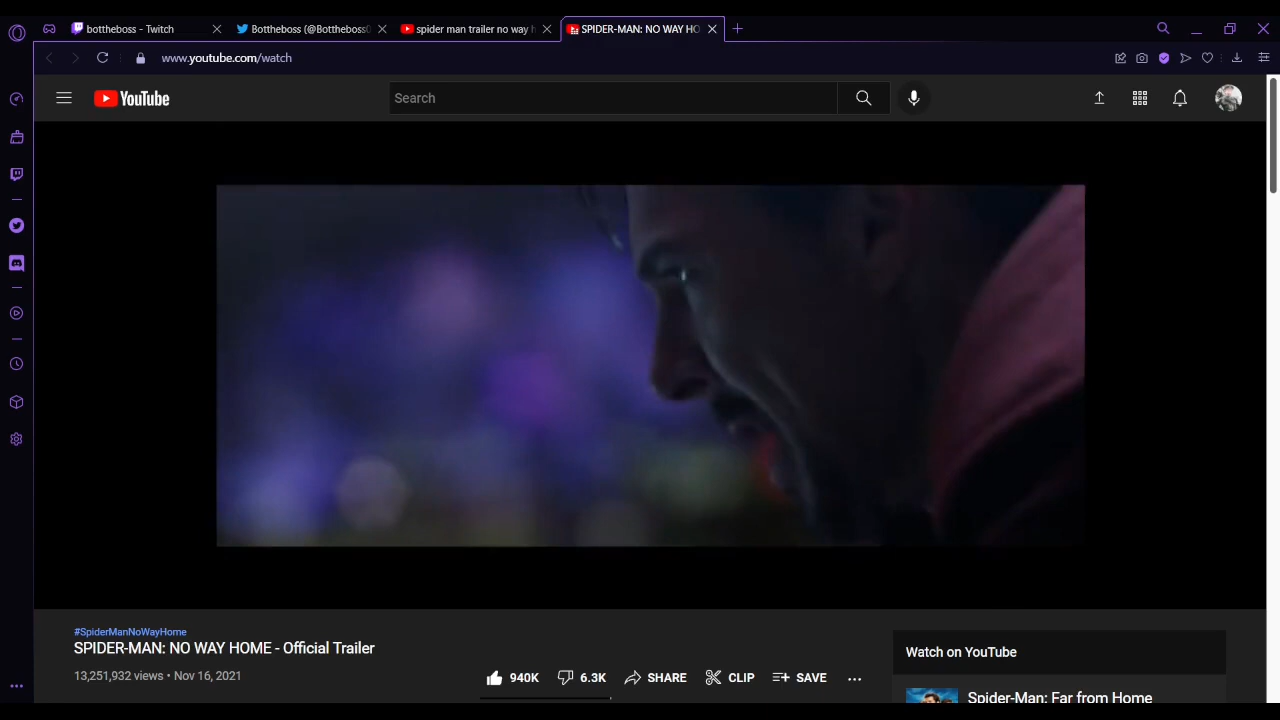 bottheboss - Twitch
Bottheboss (@Bottheboss
spider man trailer no way h
SPIDER-MAN: NO WAY HO
www.youtube.com/watch
YouTube
Search
#SpiderManNoWayHome
SPIDER-MAN: NO WAY HOME - Official Trailer
13,251,932 views • Nov 16, 2021
940K
6.3K
SHARE
CLIP
SAVE
Watch on YouTube
Spider-Man: Far from Home